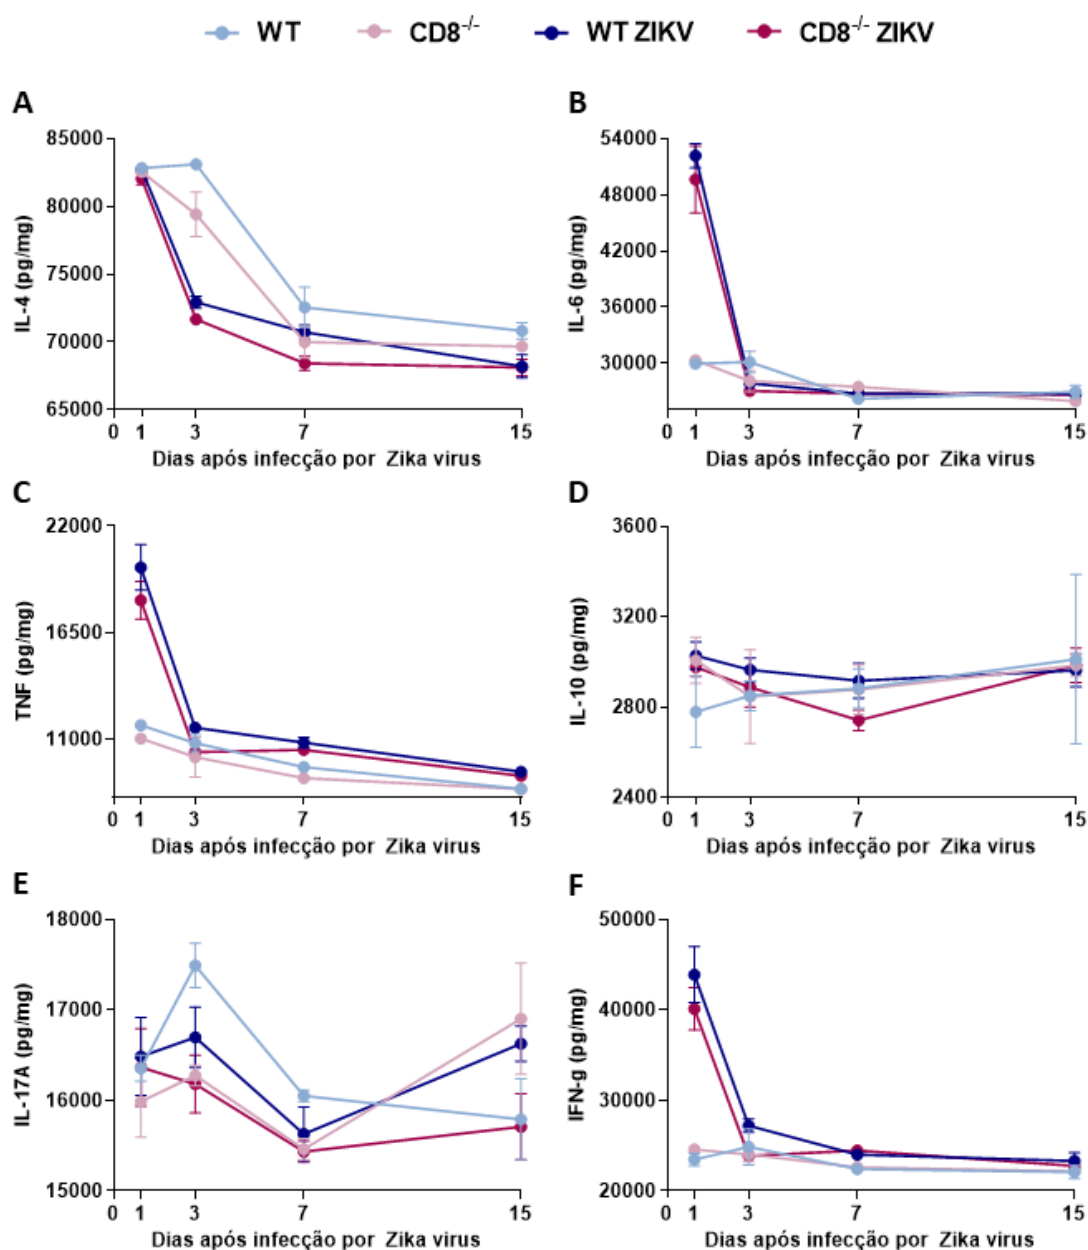 WT CD8-/- WT ZIKV CD8-/- ZIKV
A B
85000
80000
75000
70000
65000
IL-4 (pg/mg)
0 1 3 7 15
Dias após infecção por Zika virus
54000
48000
42000
36000
30000
IL-6 (pg/mg)
0 1 3 7 15
Dias após infecção por Zika virus
C D
22000
16500
11000
TNF (pg/mg)
0 1 3 7 15
Dias após infecção por Zika virus
3600
3200
2800
2400
IL-10 (pg/mg)
0 1 3 7 15
Dias após infecção por Zika virus
E F
18000
17000
16000
15000
IL-17A (pg/mg)
0 1 3 7 15
Dias após infecção por Zika virus
50000
40000
30000
20000
IFN-g (pg/mg)
0 1 3 7 15
Dias após infecção por Zika virus